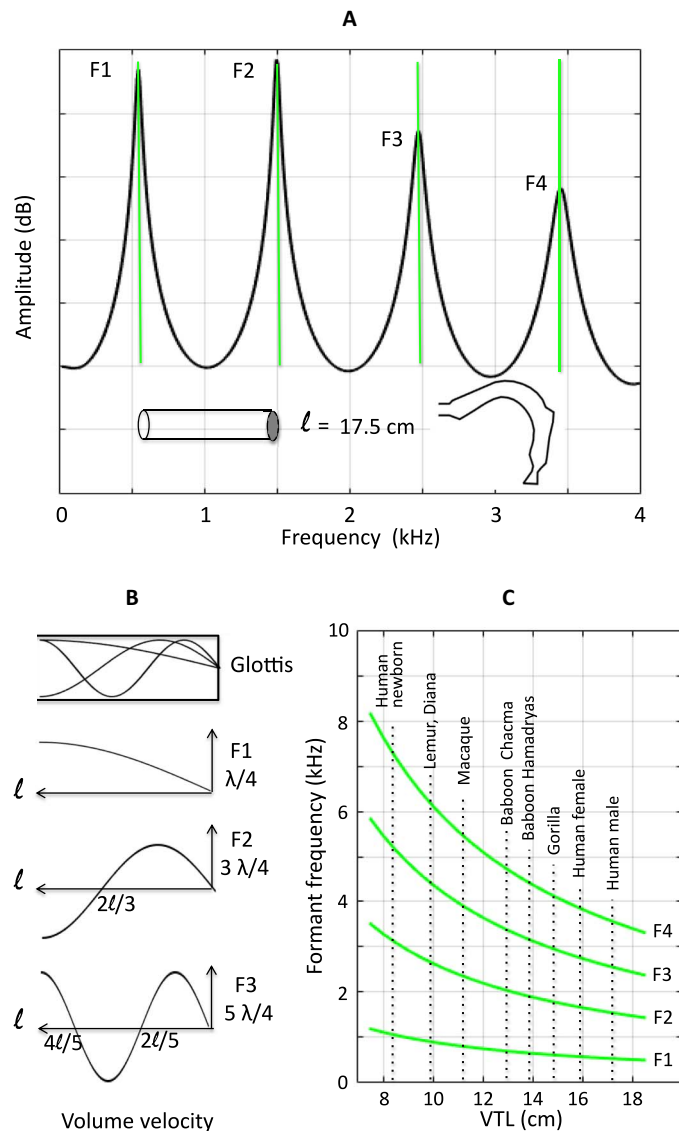 A
F1
F2
F3
F4
Amplitude (dB)
ℓ = 17.5 cm
0
1
2
3
4
Frequency (kHz)
B
Glottis
F1
λ/4
ℓ
F2
3 λ/4
2ℓ/3
F3
5 λ/4
ℓ
4ℓ/5
2ℓ/5
Volume velocity
C
10
8
6
4
2
0
Formant frequency (kHz)
Human
newborn
Lemur, Diana
Macaque
Baboon Chacma
Baboon Hamadryas
Gorilla
Human female
Human male
F4
F3
F2
F1
8
10
12
14
16
18
VTL (cm)